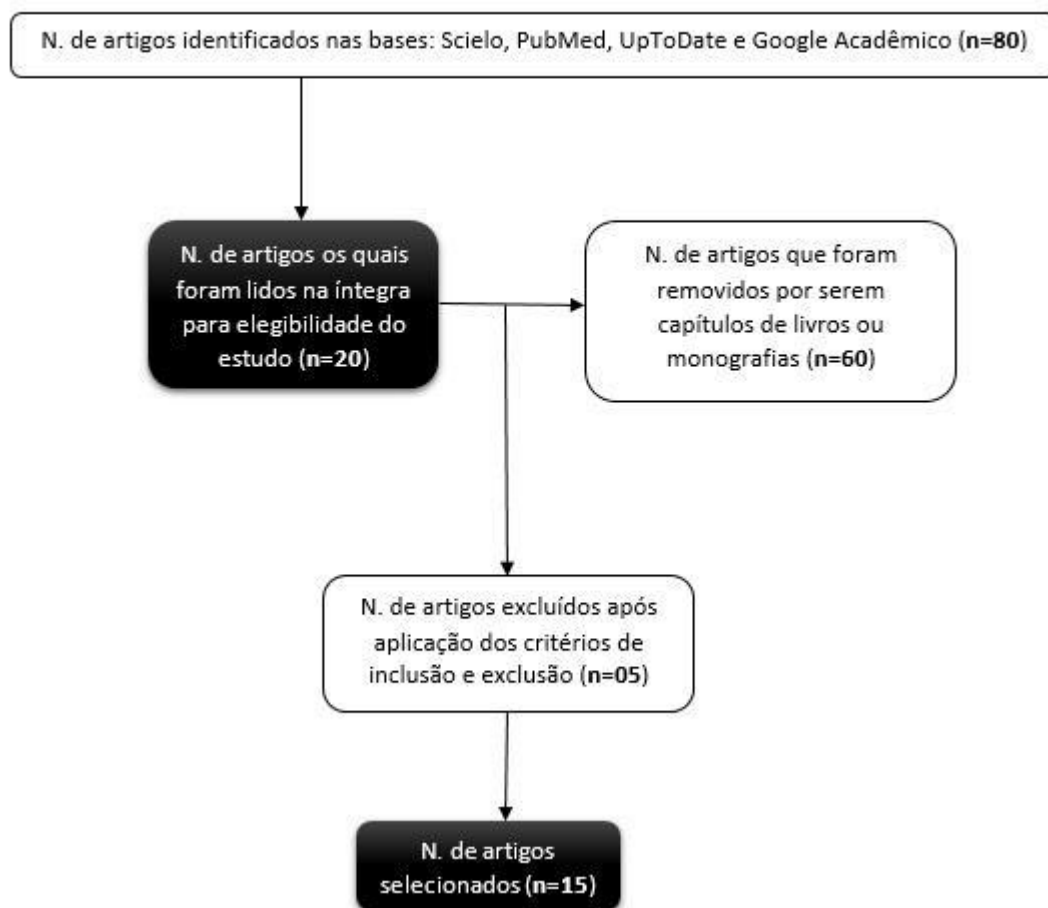 N. de artigos identificados nas bases: Scielo, PubMed, UpToDate e Google Acadêmico (n=80)
N. de artigos os quais
foram lidos na íntegra
para elegibilidade do
estudo (n=20)
N. de artigos que foram
removidos por serem
capítulos de livros ou
monografias (n=60)
N. de artigos excluídos após
aplicação dos critérios de
inclusão e exclusão (n=05)
N. de artigos
selecionados (n=15)